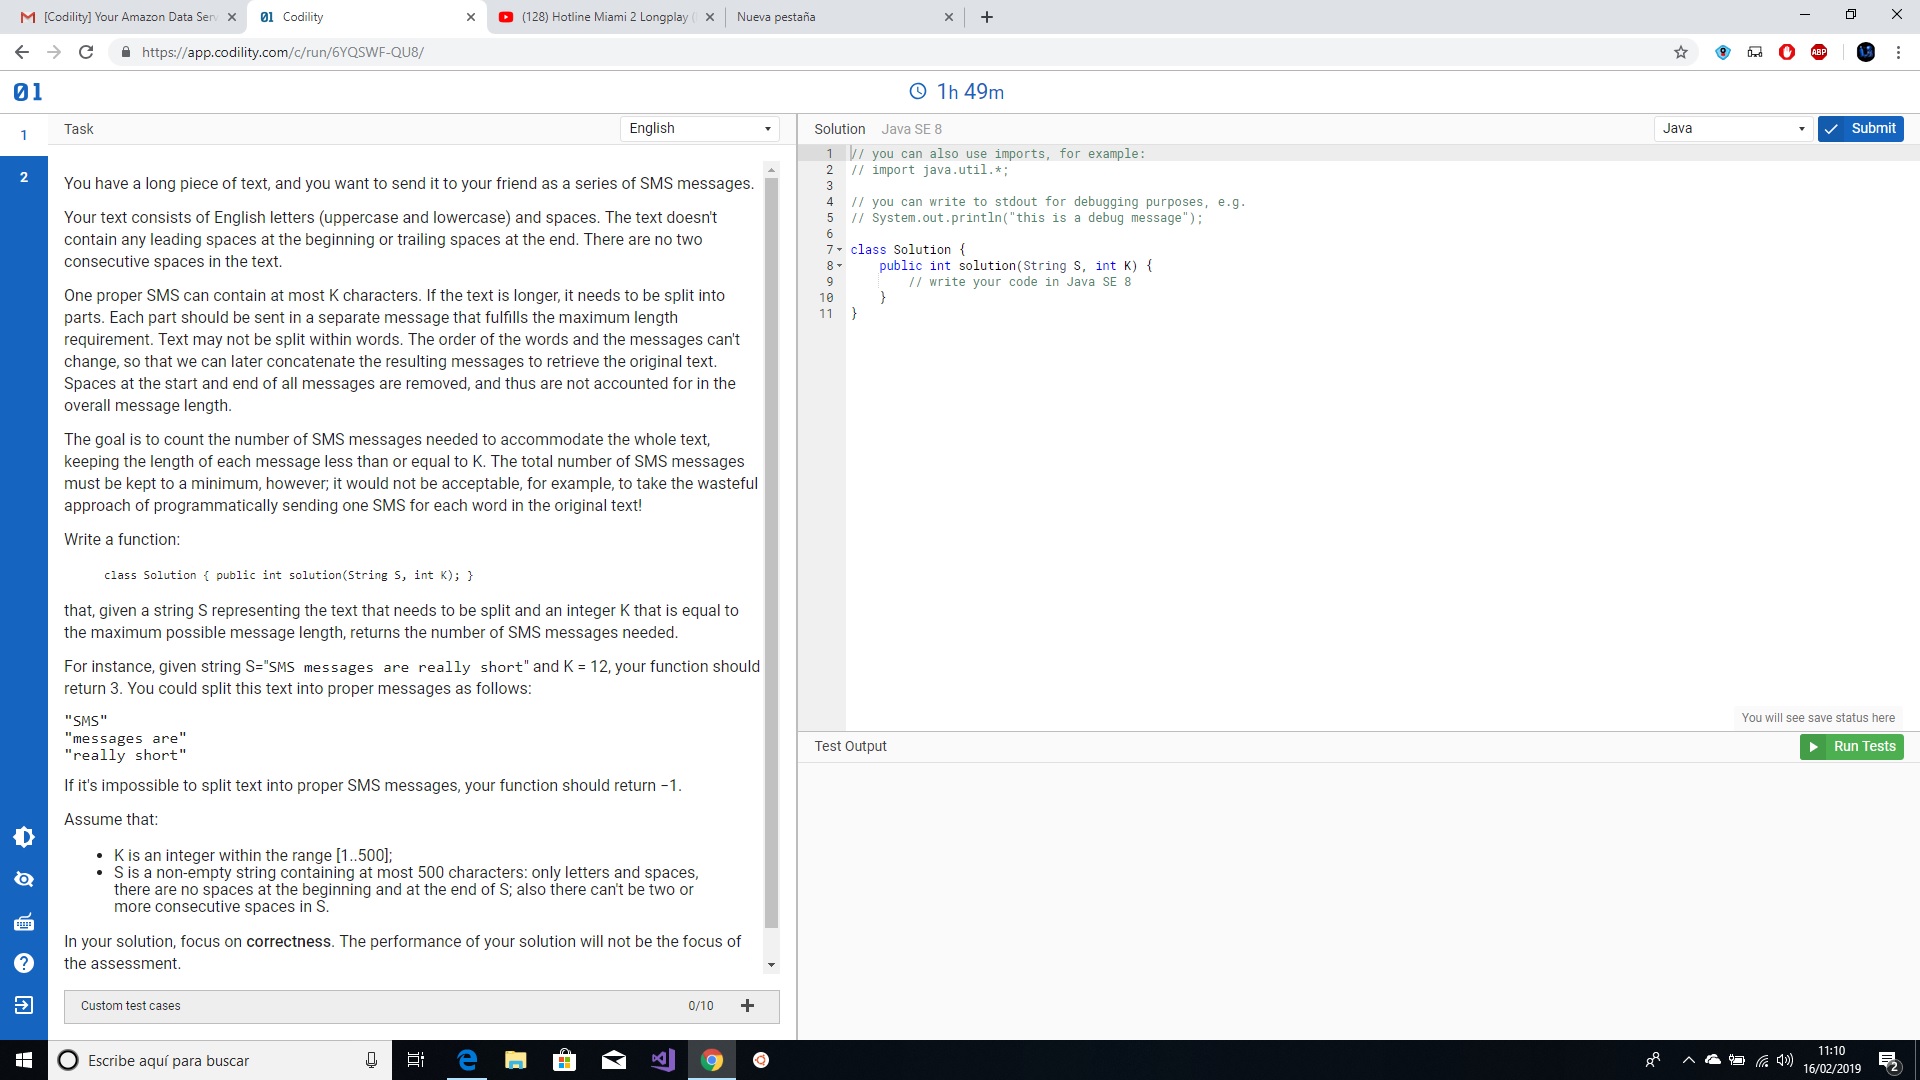 [Codility] Your Amazon Data Ser
Codility
(128) Hotline Miami 2 Longplay (
Nueva pestaña
https://app.codility.com/c/run/6YQSWF-QU8/
ABP
01
1h 49m
1
Task
English
Solution Java SE 8
Java
Submit
2
You have a long piece of text, and you want to send it to your friend as a series of SMS messages.
Your text consists of English letters (uppercase and lowercase) and spaces. The text doesn't
contain any leading spaces at the beginning or trailing spaces at the end. There are no two
consecutive spaces in the text.
One proper SMS can contain at most K characters. If the text is longer, it needs to be split into
parts. Each part should be sent in a separate message that fulfills the maximum length
requirement. Text may not be split within words. The order of the words and the messages can't
change, so that we can later concatenate the resulting messages to retrieve the original text.
Spaces at the start and end of all messages are removed, and thus are not accounted for in the
overall message length.
The goal is to count the number of SMS messages needed to accommodate the whole text,
keeping the length of each message less than or equal to K. The total number of SMS messages
must be kept to a minimum, however; it would not be acceptable, for example, to take the wasteful
approach of programmatically sending one SMS for each word in the original text!
Write a function:
class Solution { public int solution(String S, int K); }
that, given a string S representing the text that needs to be split and an integer K that is equal to
the maximum possible message length, returns the number of SMS messages needed.
For instance, given string S="SMS messages are really short" and K = 12, your function should
return 3. You could split this text into proper messages as follows:
"SMS"
"messages are"
"really short"
If it's impossible to split text into proper SMS messages, your function should return −1.
Assume that:
• K is an integer within the range [1..500];
• S is a non-empty string containing at most 500 characters: only letters and spaces,
there are no spaces at the beginning and at the end of S; also there can't be two or
more consecutive spaces in S.
In your solution, focus on correctness. The performance of your solution will not be the focus of
the assessment.
Custom test cases
0/10
1 // you can also use imports, for example:
2 // import java.util.*;
3
4 // you can write to stdout for debugging purposes, e.g.
5 // System.out.println("this is a debug message");
6
7 class Solution {
8 public int solution(String S, int K) {
9 // write your code in Java SE 8
10 }
11 }
You will see save status here
Test Output
Run Tests
Escribe aquí para buscar
11:10
16/02/2019
2